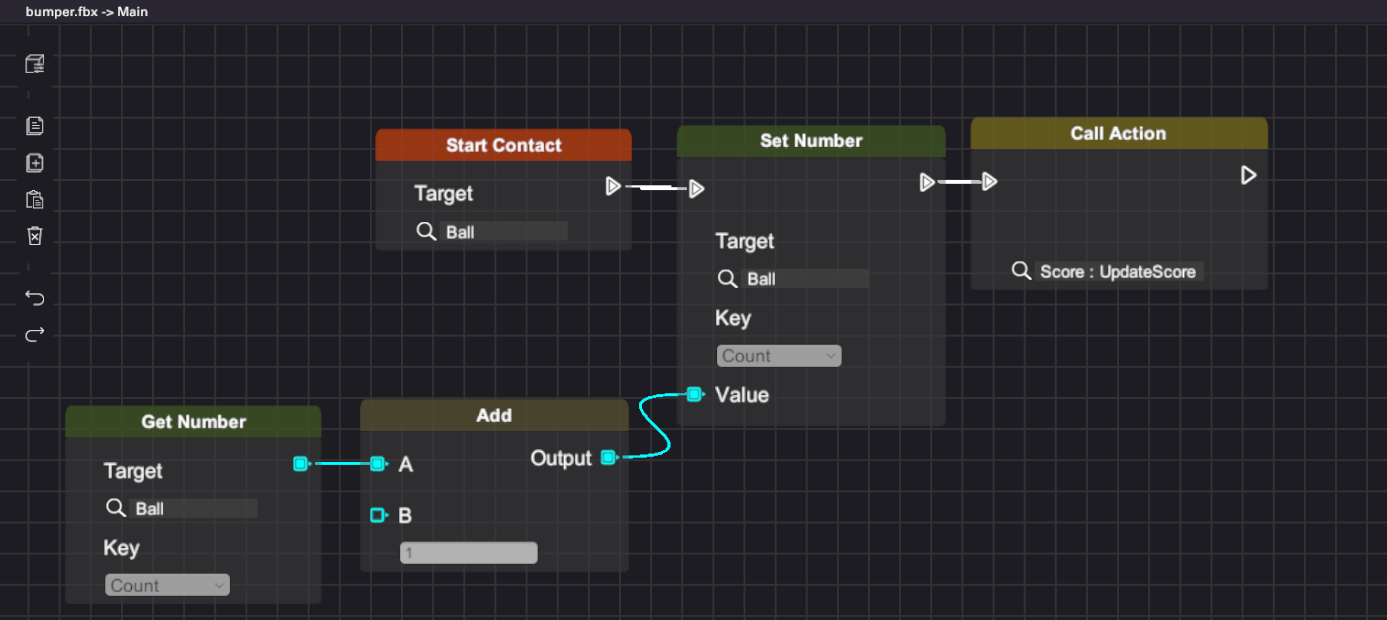 bumper.fbx -> Main
Start Contact
Target
Ball
Set Number
Target
Ball
Key
Count
Value
Call Action
Score : UpdateScore
Get Number
Target
Ball
Key
Count
Add
A
Output
B
1